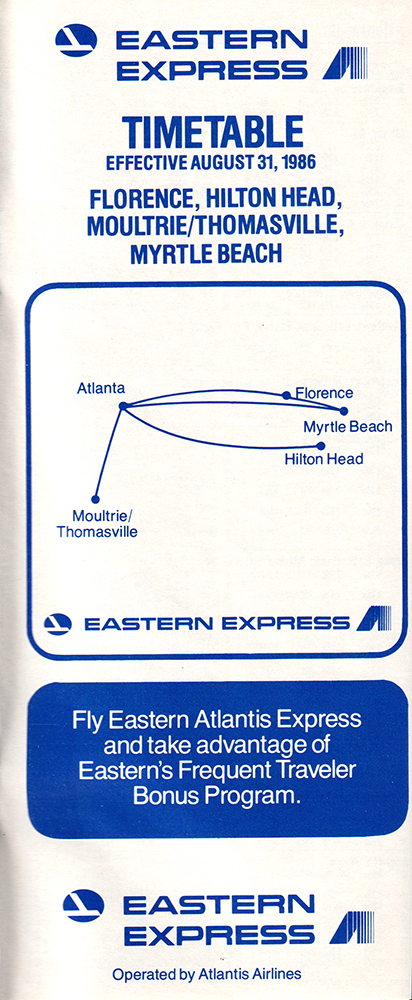 EASTERN
EXPRESS
TIMETABLE
EFFECTIVE AUGUST 31, 1986
FLORENCE, HILTON HEAD,
MOULTRIE/THOMASVILLE,
MYRTLE BEACH
Atlanta
Florence
Myrtle Beach
Hilton Head
Moultrie/
Thomasville
EASTERN EXPRESS
Fly Eastern Atlantis Express
and take advantage of
Eastern's Frequent Traveler
Bonus Program.
EASTERN
EXPRESS
Operated by Atlantis Airlines